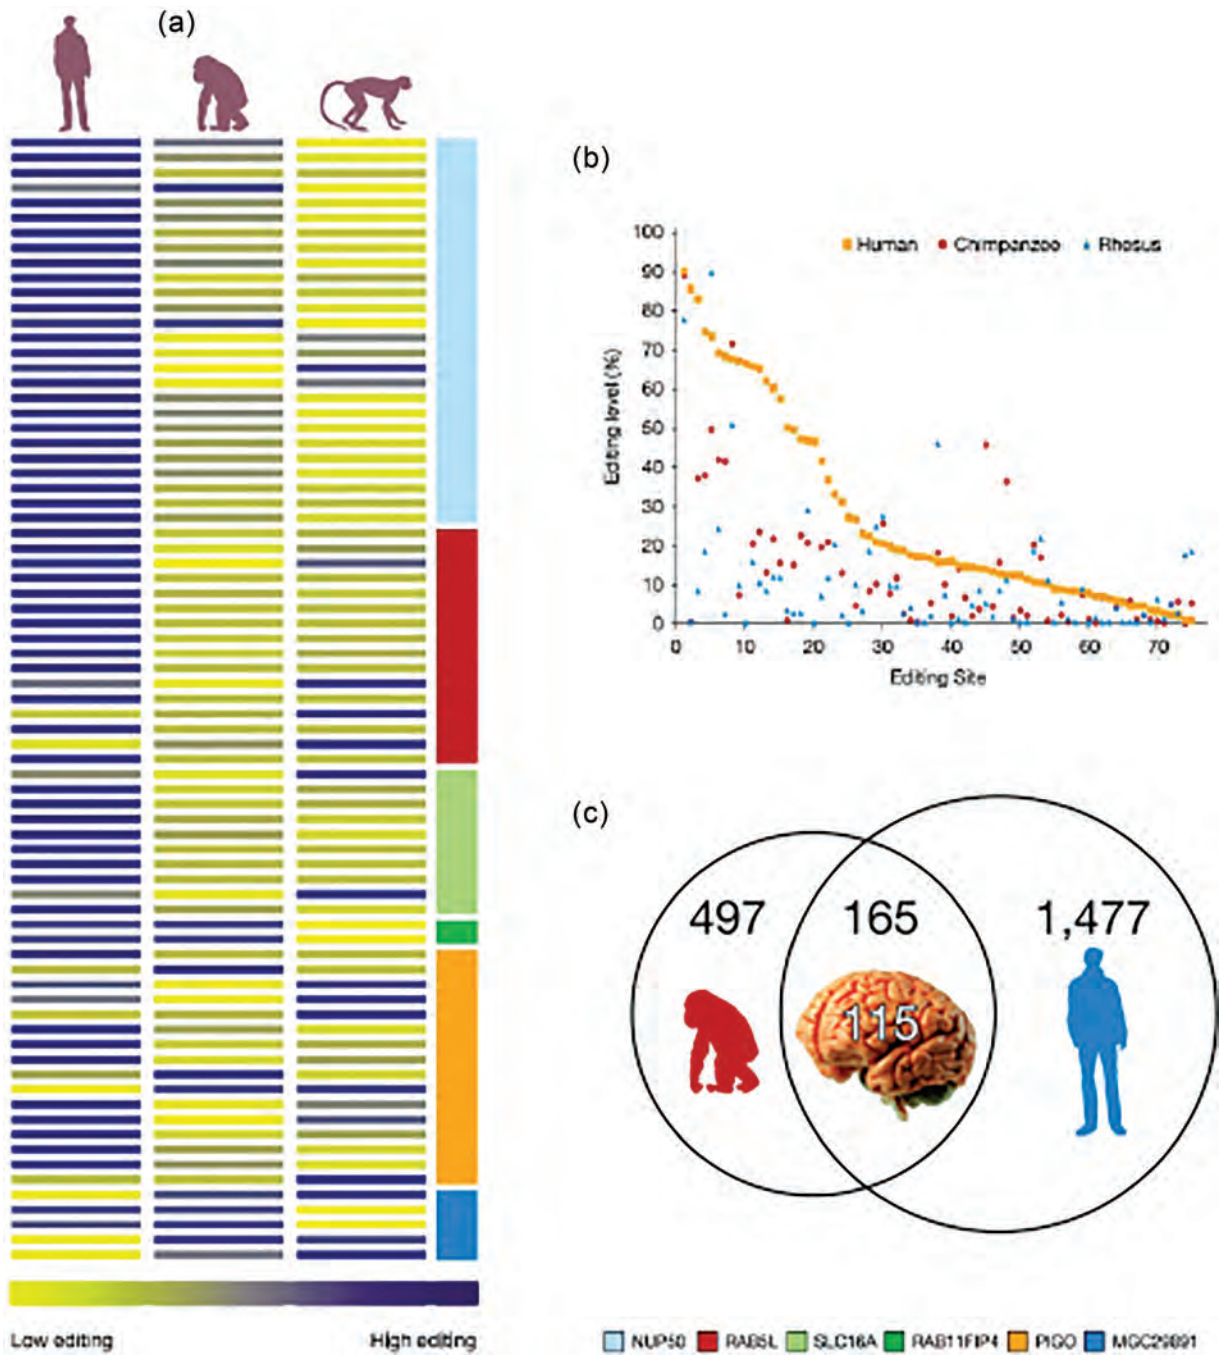 (a)
(b)
100
90
80
70
60
50
40
30
20
10
0
Editing level (%)
Human Chimpanzee Rhesus
0 10 20 30 40 50 60 70
Editing Site
(c)
497 165 1,477
115
Low editing High editing
NUP50 RAB5L SLC16A RAB11FIP4 PIGO MGC29891